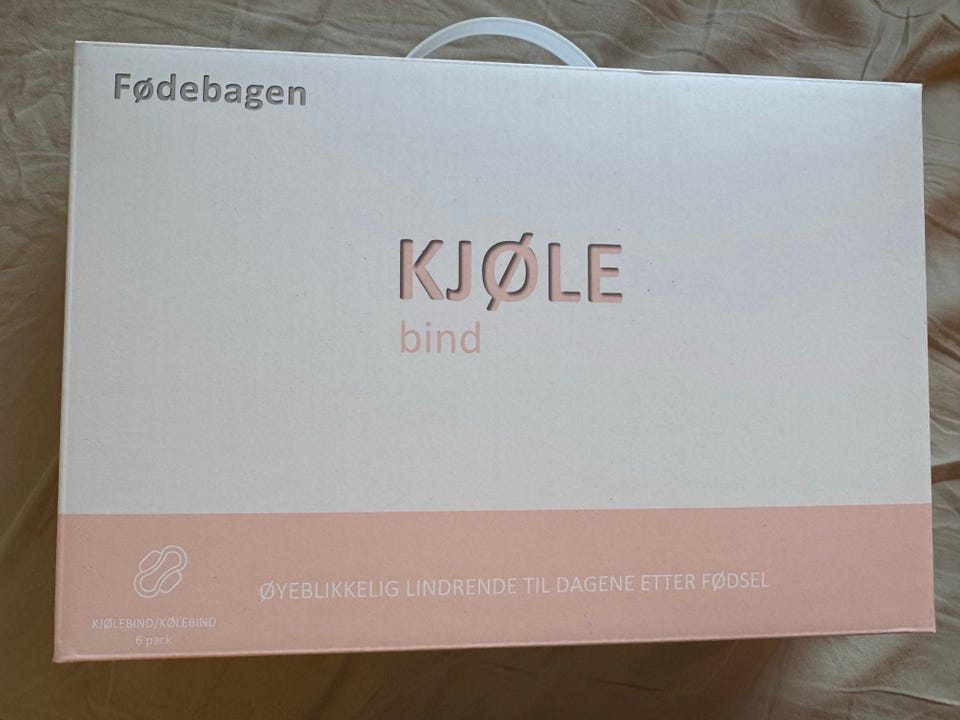 Fødebagen
KJØLE
bind
ØYEBLIKKELIG LINDRENDE TIL DAGENE ETTER FØDSEL
KJØLEBIND/KØLEBIND
6 pack